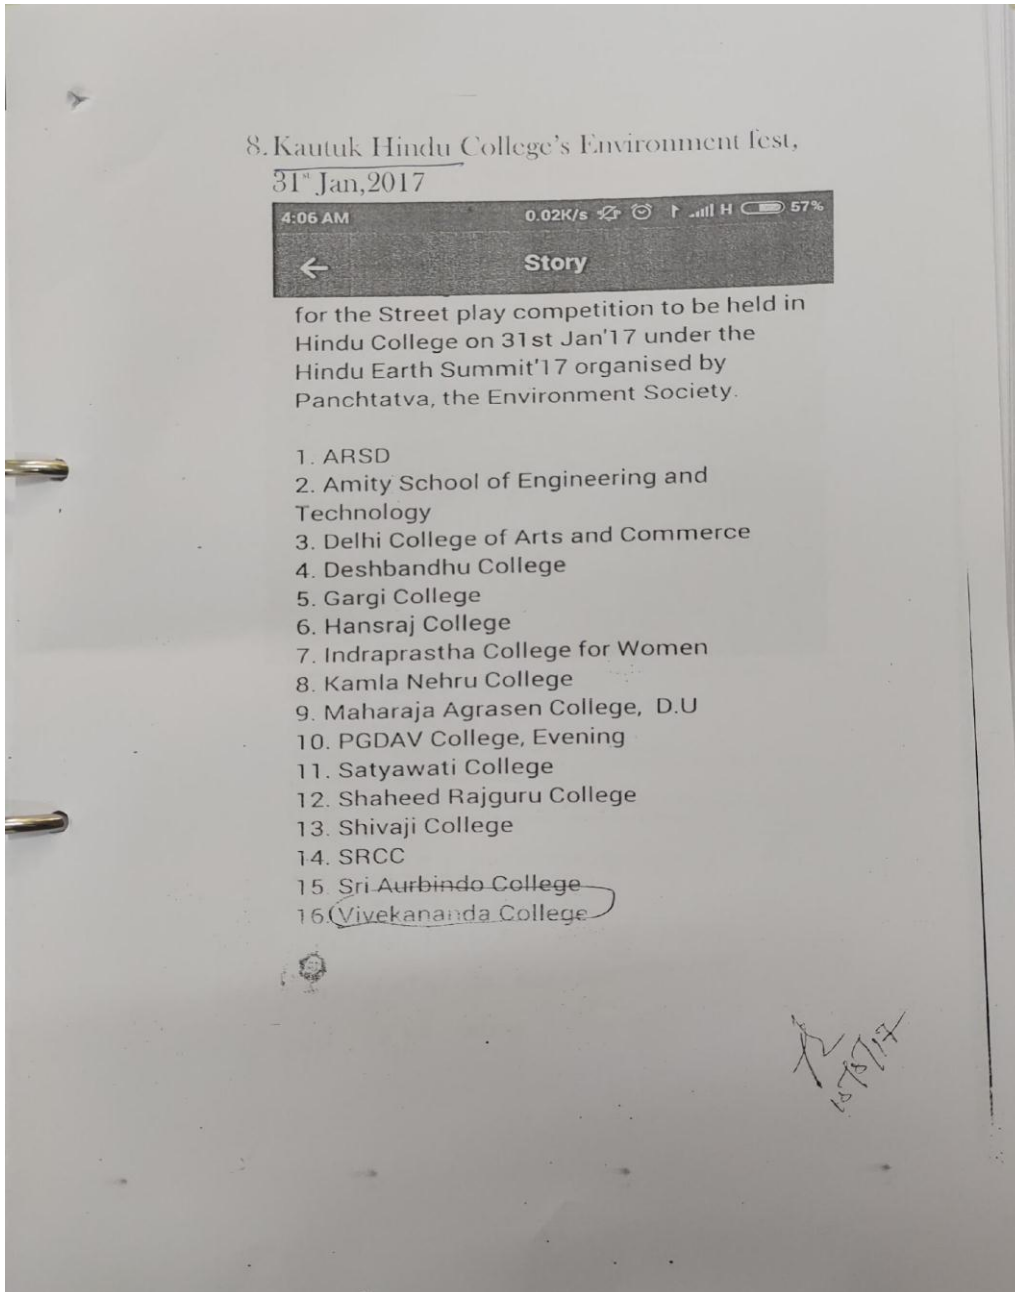 8. Kautuk Hindu College's Environment fest,
31st Jan,2017
4:06 AM 0.02K/s H 57%
Story
for the Street play competition to be held in
Hindu College on 31st Jan'17 under the
Hindu Earth Summit'17 organised by
Panchtatva, the Environment Society.
1. ARSD
2. Amity School of Engineering and
Technology
3. Delhi College of Arts and Commerce
4. Deshbandhu College
5. Gargi College
6. Hansraj College
7. Indraprastha College for Women
8. Kamla Nehru College
9. Maharaja Agrasen College, D.U
10. PGDAV College, Evening
11. Satyawati College
12. Shaheed Rajguru College
13. Shivaji College
14. SRCC
15. Sri Aurbindo College
16. Vivekananda College